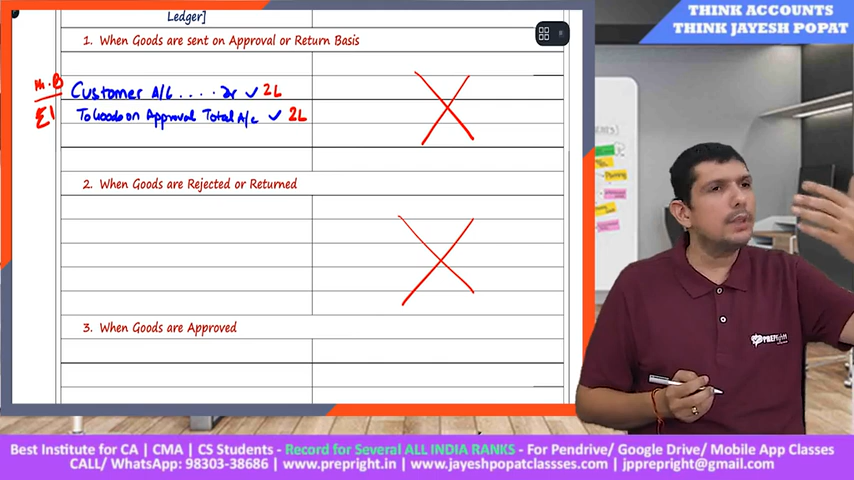 Ledger]
THINK ACCOUNTS
THINK JAYESH POPAT
1. When Goods are sent on Approval or Return Basis
M.B
Customer A/c .... Dr ✓ 2L
To Goods on Approval Total A/c ✓ 2L
2. When Goods are Rejected or Returned
3. When Goods are Approved
Planning
PREPRight
Best Institute for CA | CMA | CS Students - Record for Several ALL INDIA RANKS - For Pendrive/ Google Drive/ Mobile App Classes
CALL/ WhatsApp: 98303-38686 | www.prepright.in | www.jayeshpopatclassses.com | jpprepright@gmail.com